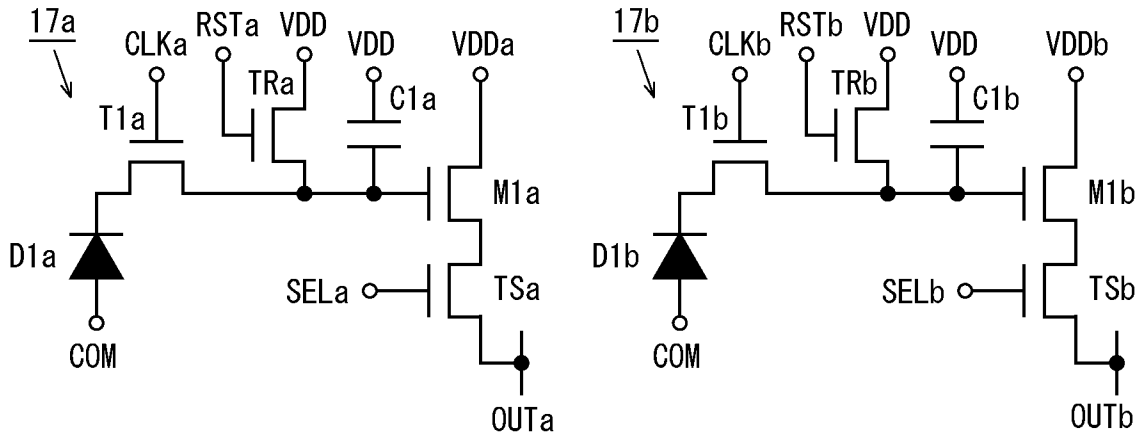 17a
CLKa
RSTa
VDD
VDD
VDDa
TRa
C1a
T1a
M1a
D1a
SELa
TSa
COM
OUTa
17b
CLKb
RSTb
VDD
VDD
VDDb
TRb
C1b
T1b
M1b
D1b
SELb
TSb
COM
OUTb